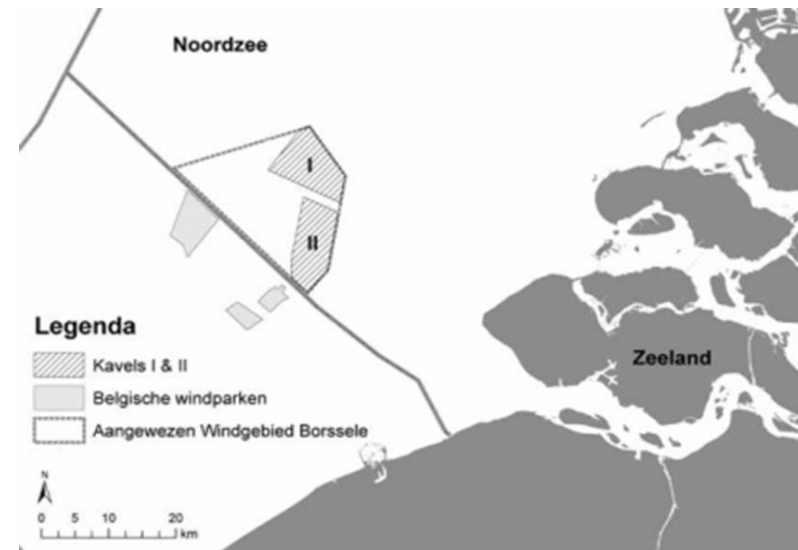 Noordzee
I
II
Zeeland
Legenda
Kavels I & II
Belgische windparken
Aangewezen Windgebied Borssele
N
0 5 10 20
km